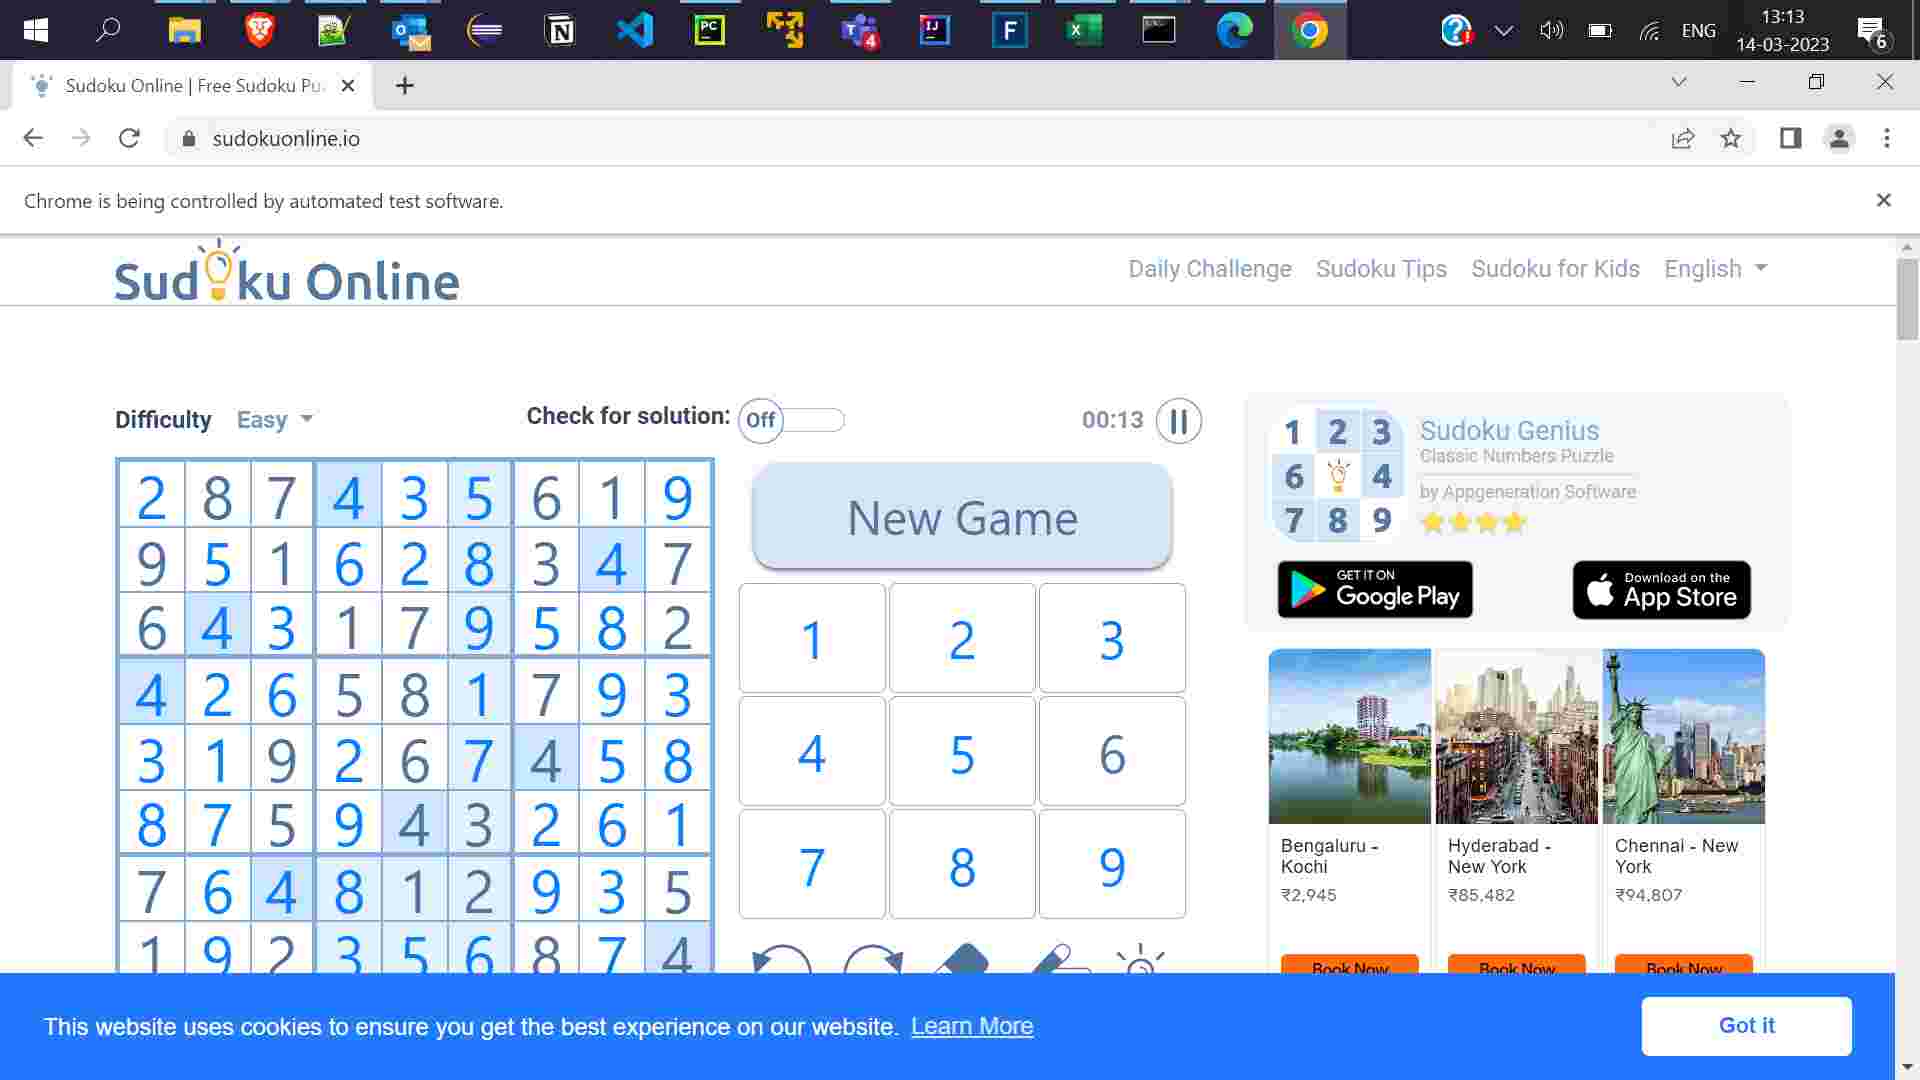 PC
N
4
IJ
F
ENG
13:13
14-03-2023
6
Sudoku Online | Free Sudoku Pu
sudokuonline.io
Chrome is being controlled by automated test software.
Sudoku Online
Daily Challenge Sudoku Tips Sudoku for Kids English
Difficulty Easy
Check for solution: Off
00:13
2 8 7 4 3 5 6 1 9
9 5 1 6 2 8 3 4 7
6 4 3 1 7 9 5 8 2
4 2 6 5 8 1 7 9 3
3 1 9 2 6 7 4 5 8
8 7 5 9 4 3 2 6 1
7 6 4 8 1 2 9 3 5
1 9 2 3 5 6 8 7 4
New Game
1 2 3
4 5 6
7 8 9
1 2 3
6 4
7 8 9
Sudoku Genius
Classic Numbers Puzzle
by Appgeneration Software
GET IT ON
Google Play
Download on the
App Store
Bengaluru -
Kochi
₹2,945
Book Now
Hyderabad -
New York
₹85,482
Book Now
Chennai - New
York
₹94,807
Book Now
This website uses cookies to ensure you get the best experience on our website. Learn More
Got it